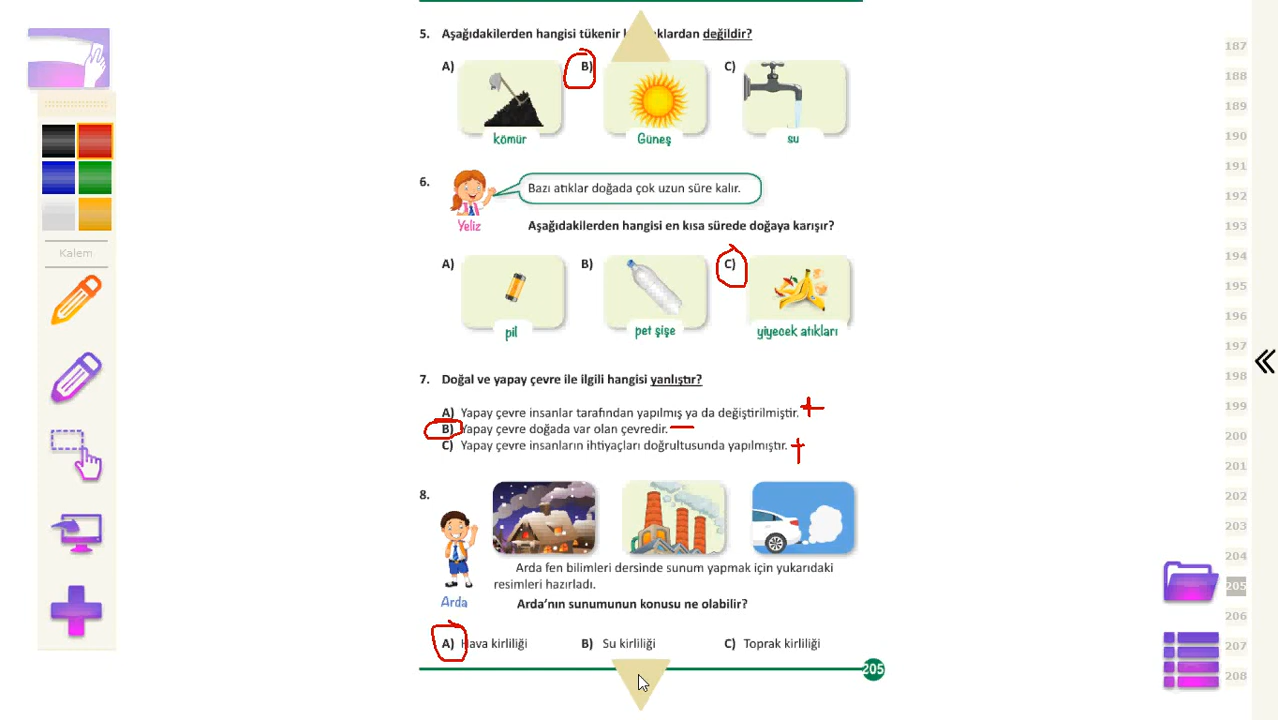 5. Aşağıdakilerden hangisi tükenir değildir?
A) B) C)
kömür Güneş su
6. Bazı atıklar doğada çok uzun süre kalır.
Yeliz
Aşağıdakilerden hangisi en kısa sürede doğaya karışır?
A) B) C)
pil pet şişe yiyecek atıkları
7. Doğal ve yapay çevre ile ilgili hangisi yanlıştır?
A) Yapay çevre insanlar tarafından yapılmış ya da değiştirilmiştir.
B) Yapay çevre doğada var olan çevredir.
C) Yapay çevre insanların ihtiyaçları doğrultusunda yapılmıştır.
8.
Arda fen bilimleri dersinde sunum yapmak için yukarıdaki
resimleri hazırladı.
Arda
Arda'nın sunumunun konusu ne olabilir?
A) Hava kirliliği B) Su kirliliği C) Toprak kirliliği
205
Kalem
187
188
189
190
191
192
193
194
195
196
197
198
199
200
201
202
203
204
205
206
207
208